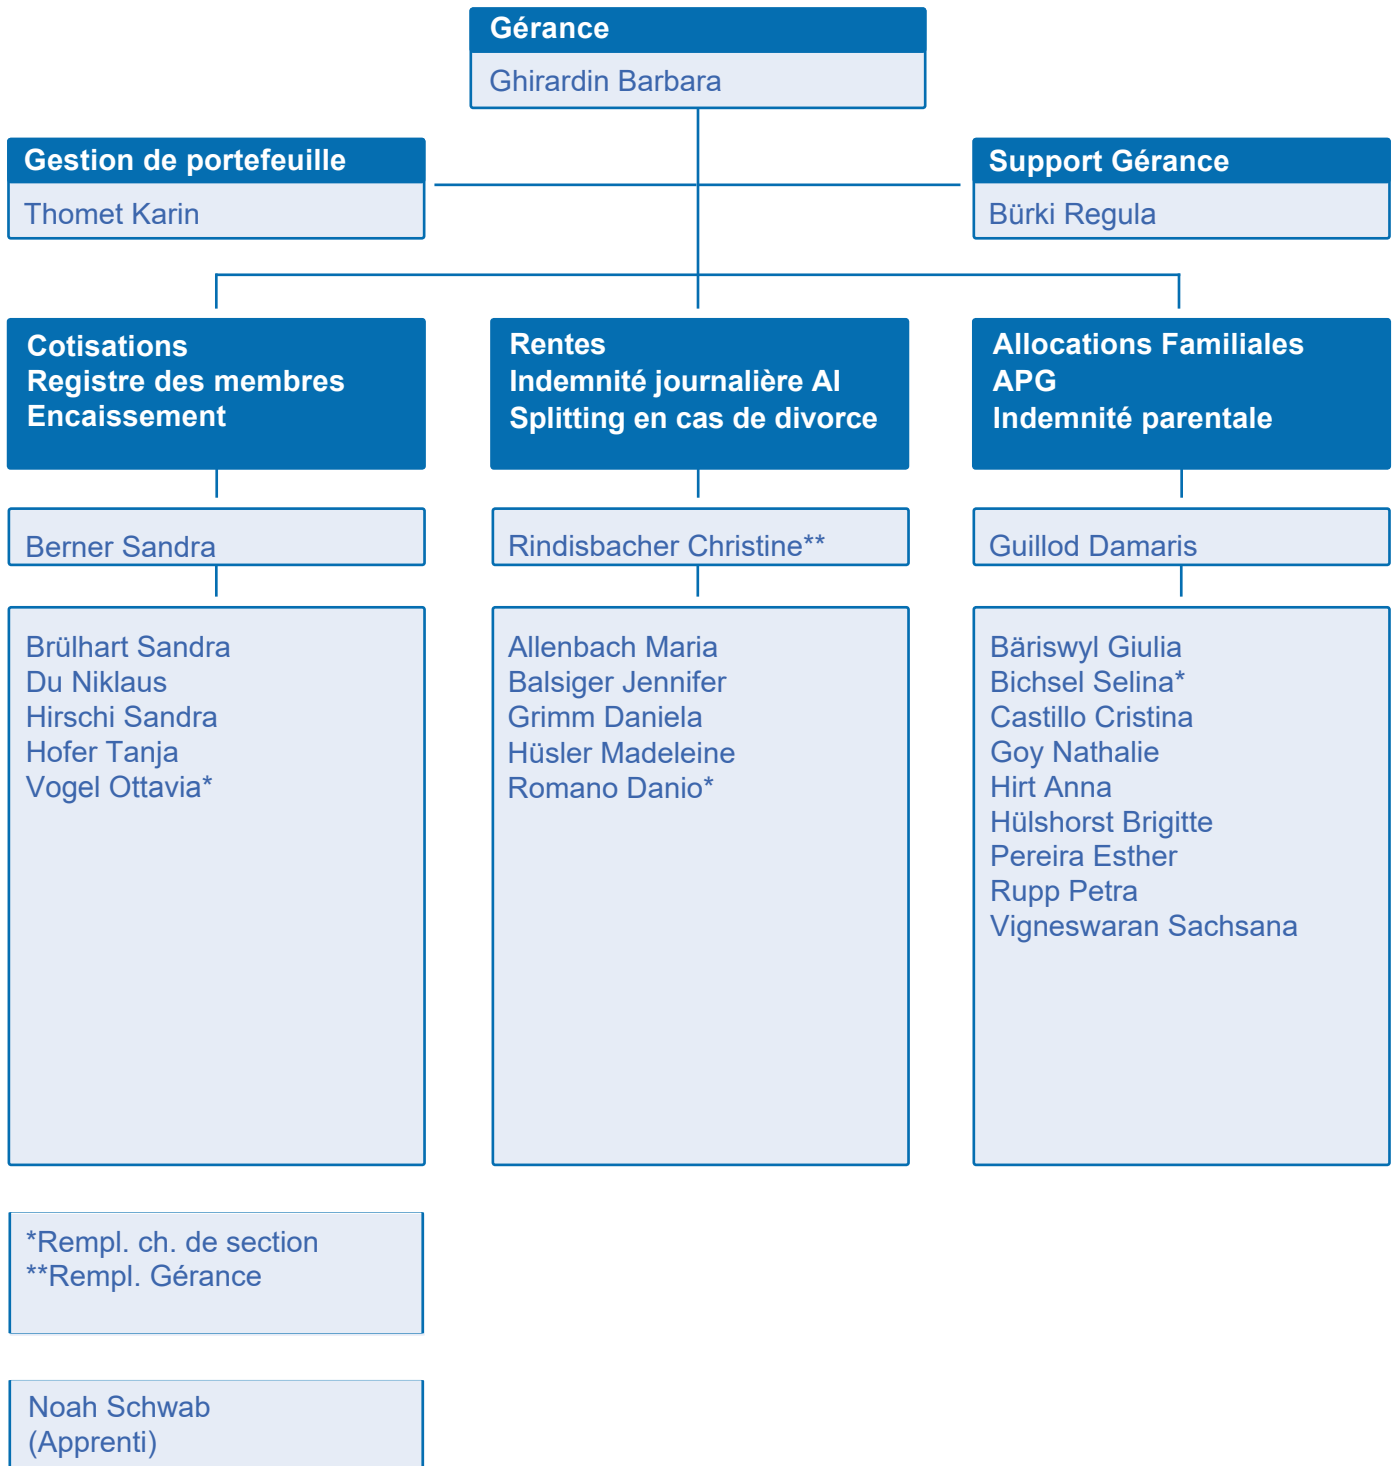 Gérance
Ghirardin Barbara
Gestion de portefeuille
Thomet Karin
Support Gérance
Bürki Regula
Cotisations
Registre des membres
Encaissement
Berner Sandra
Brülhart Sandra
Du Niklaus
Hirschi Sandra
Hofer Tanja
Vogel Ottavia*
Rentes
Indemnité journalière AI
Splitting en cas de divorce
Rindisbacher Christine**
Allenbach Maria
Balsiger Jennifer
Grimm Daniela
Hüsler Madeleine
Romano Danio*
Allocations Familiales
APG
Indemnité parentale
Guillod Damaris
Bäriswyl Giulia
Bichsel Selina*
Castillo Cristina
Goy Nathalie
Hirt Anna
Hülshorst Brigitte
Pereira Esther
Rupp Petra
Vigneswaran Sachsana
*Rempl. ch. de section
**Rempl. Gérance
Noah Schwab
(Apprenti)